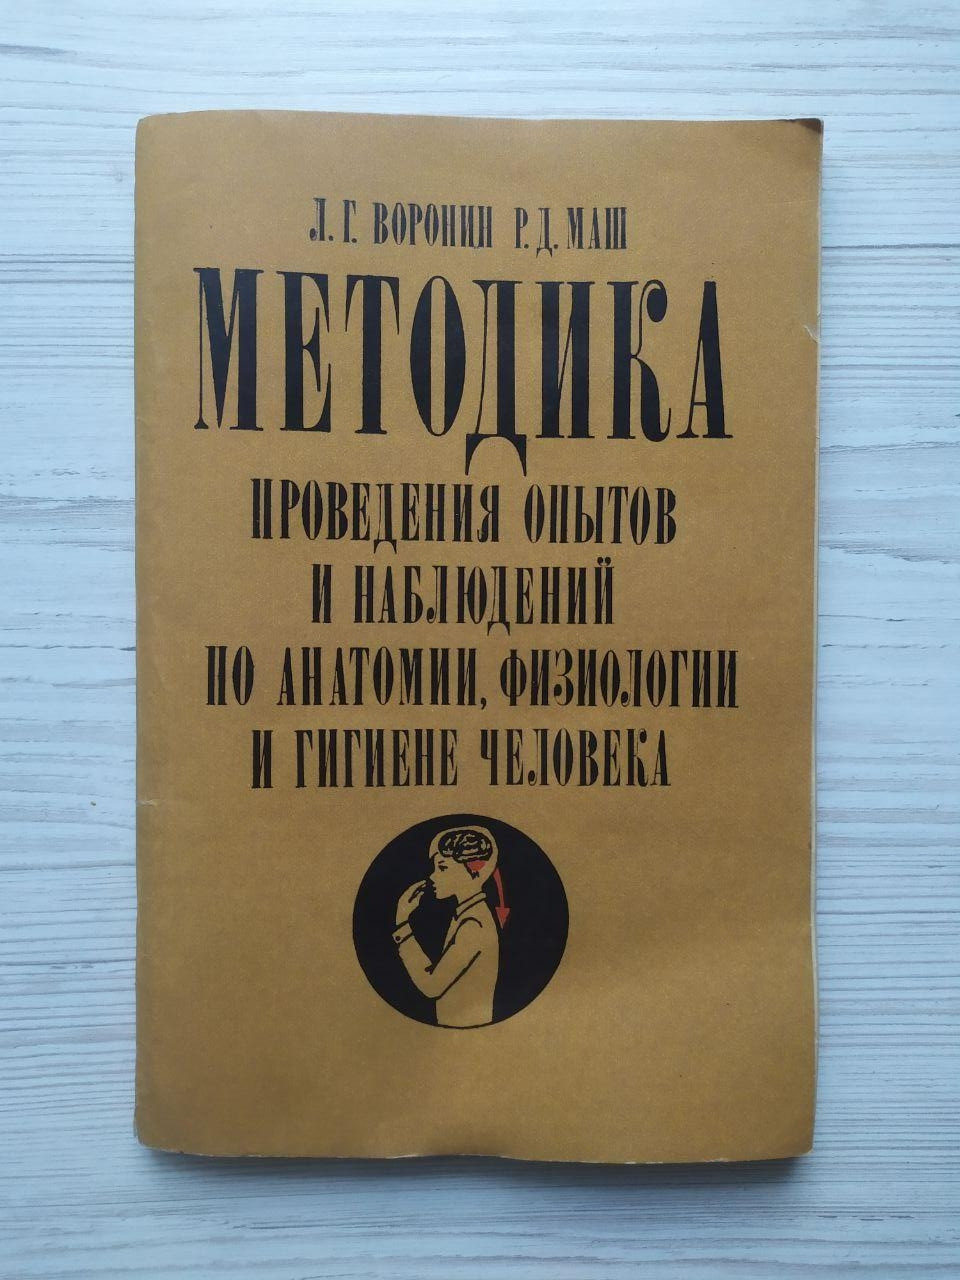 Л. Г. ВОРОНИН Р. Д. МАШ
МЕТОДИКА
ПРОВЕДЕНИЯ ОПЫТОВ
И НАБЛЮДЕНИЙ
ПО АНАТОМИИ, ФИЗИОЛОГИИ
И ГИГИЕНЕ ЧЕЛОВЕКА